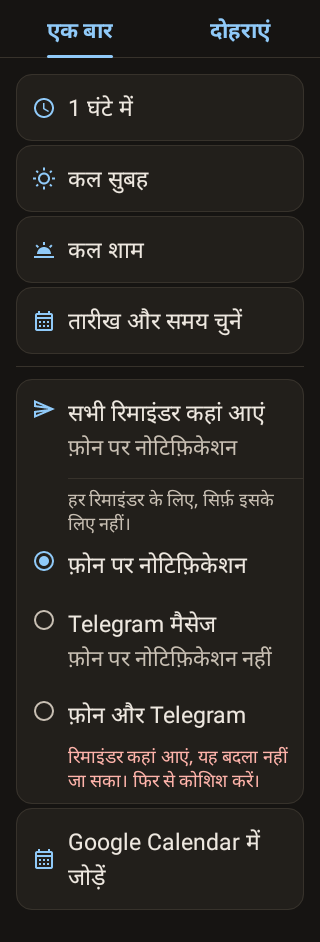 एक बार
दोहराएं
1 घंटे में
कल सुबह
कल शाम
तारीख और समय चुनें
सभी रिमाइंडर कहां आएं
फ़ोन पर नोटिफ़िकेशन
हर रिमाइंडर के लिए, सिर्फ़ इसके
लिए नहीं।
फ़ोन पर नोटिफ़िकेशन
Telegram मैसेज
फ़ोन पर नोटिफ़िकेशन नहीं
फ़ोन और Telegram
रिमाइंडर कहां आएं, यह बदला नहीं
जा सका। फिर से कोशिश करें।
Google Calendar में
जोड़ें